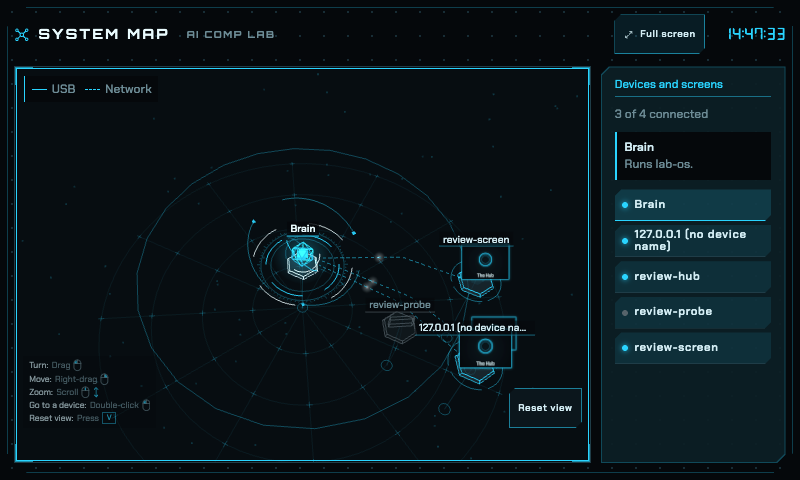 SYSTEM MAP
AI COMP LAB
Full screen
14:47:33
USB
Network
Devices and screens
3 of 4 connected
Brain
Runs lab-os.
Brain
127.0.0.1 (no device
name)
review-hub
review-probe
review-screen
Brain
review-screen
The Hub
review-probe
127.0.0.1 (no device na...
The Hub
Turn: Drag
Move: Right-drag
Zoom: Scroll
Go to a device: Double-click
Reset view: Press V
Reset view